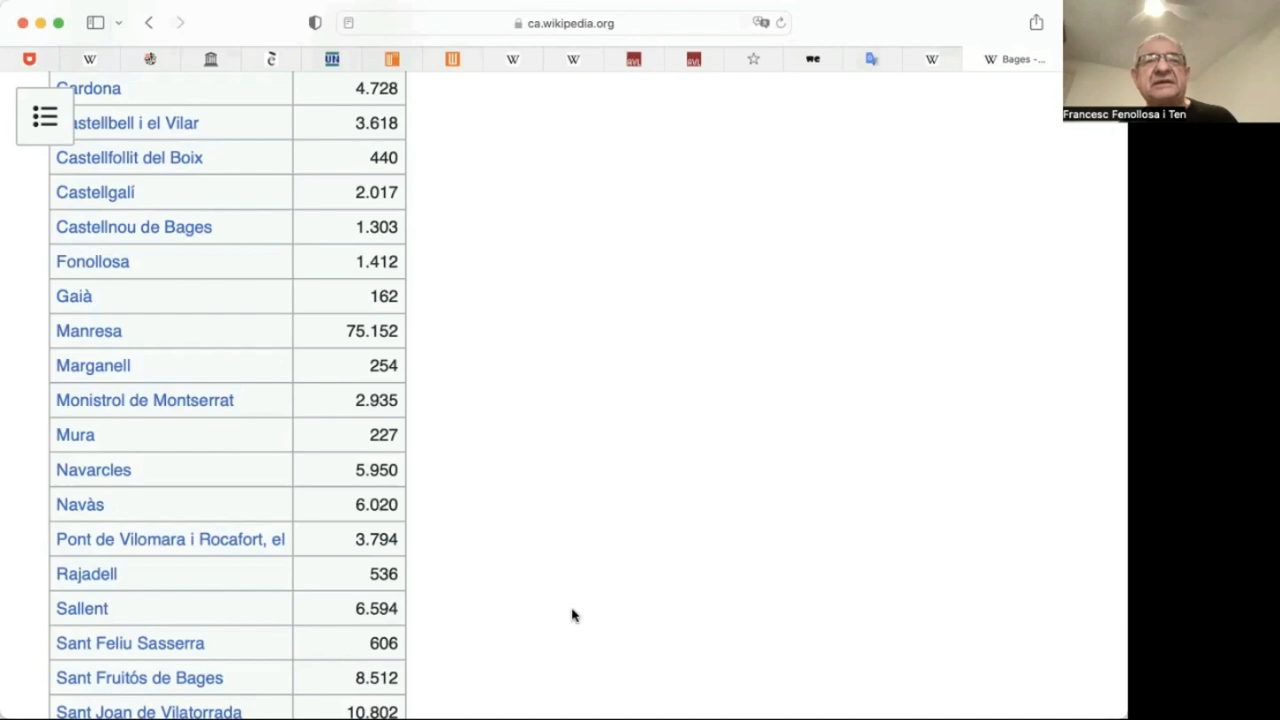 ca.wikipedia.org
Bages -...
Francesc Fenollosa i Ten
Cardona 4.728
astellbell i el Vilar 3.618
Castellfollit del Boix 440
Castellgalí 2.017
Castellnou de Bages 1.303
Fonollosa 1.412
Gaià 162
Manresa 75.152
Marganell 254
Monistrol de Montserrat 2.935
Mura 227
Navarcles 5.950
Navàs 6.020
Pont de Vilomara i Rocafort, el 3.794
Rajadell 536
Sallent 6.594
Sant Feliu Sasserra 606
Sant Fruitós de Bages 8.512
Sant Joan de Vilatorrada 10.802